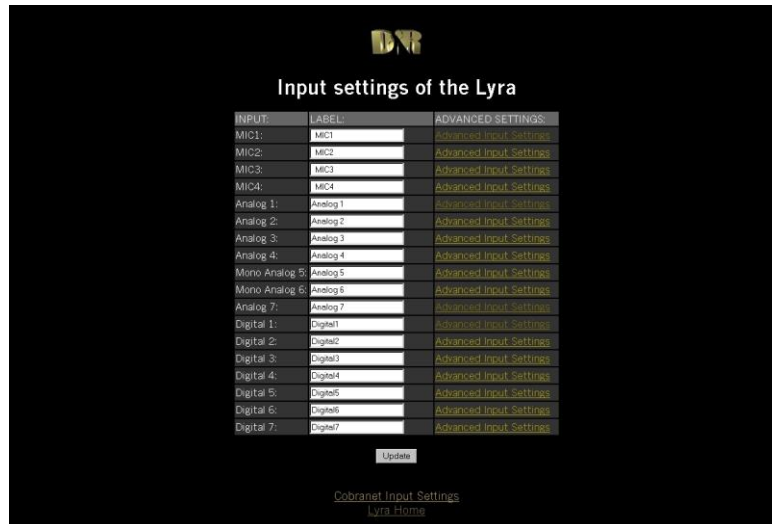 D&R
Input settings of the Lyra
INPUT: LABEL: ADVANCED SETTINGS:
MIC1: MIC1 Advanced Input Settings
MIC2: MIC2 Advanced Input Settings
MIC3: MIC3 Advanced Input Settings
MIC4: MIC4 Advanced Input Settings
Analog 1: Analog 1 Advanced Input Settings
Analog 2: Analog 2 Advanced Input Settings
Analog 3: Analog 3 Advanced Input Settings
Analog 4: Analog 4 Advanced Input Settings
Mono Analog 5: Analog 5 Advanced Input Settings
Mono Analog 6: Analog 6 Advanced Input Settings
Analog 7: Analog 7 Advanced Input Settings
Digital 1: Digital1 Advanced Input Settings
Digital 2: Digital2 Advanced Input Settings
Digital 3: Digital3 Advanced Input Settings
Digital 4: Digital4 Advanced Input Settings
Digital 5: Digital5 Advanced Input Settings
Digital 6: Digital6 Advanced Input Settings
Digital 7: Digital7 Advanced Input Settings
Update
Cobranet Input Settings
Lyra Home